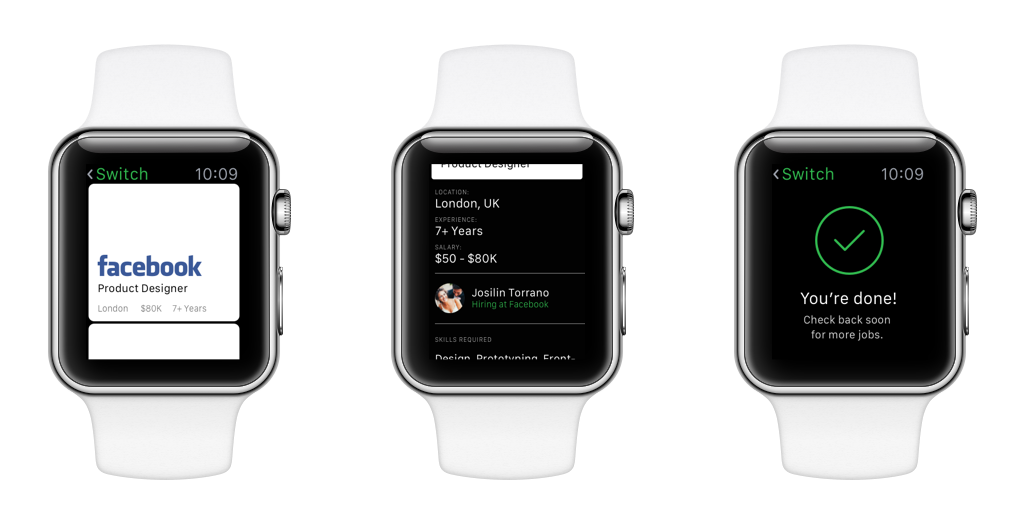 < Switch 10:09
facebook
Product Designer
London $80K 7+ Years
Product Designer
LOCATION:
London, UK
EXPERIENCE:
7+ Years
SALARY:
$50 - $80K
Josilin Torrano
Hiring at Facebook
SKILLS REQUIRED
Design, Prototyping, Front-
< Switch 10:09
You’re done!
Check back soon
for more jobs.